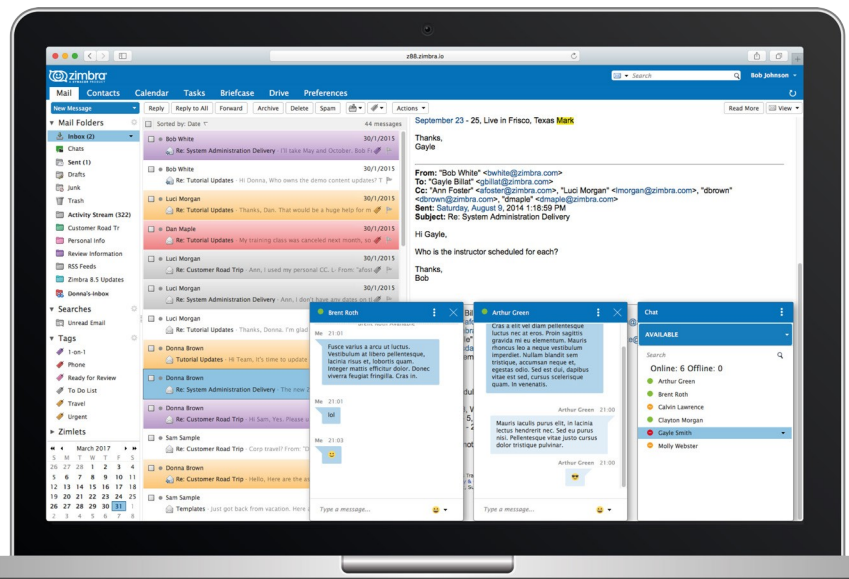 z88.zimbra.io
zimbra
A SYNACOR PRODUCT
Search
Bob Johnson
Mail Contacts Calendar Tasks Briefcase Drive Preferences
New Message
Reply Reply to All Forward Archive Delete Spam Actions
Read More View
Mail Folders
Inbox (2)
Chats
Sent (1)
Drafts
Junk
Trash
Activity Stream (322)
Customer Road Tr
Personal Info
Review Information
RSS Feeds
Zimbra 8.5 Updates
Donna's Inbox
Searches
Unread Email
Tags
1-on-1
Phone
Ready for Review
To Do List
Travel
Urgent
Zimlets
March 2017
S M T W T F S
26 27 28 1 2 3 4
5 6 7 8 9 10 11
12 13 14 15 16 17 18
19 20 21 22 23 24 25
26 27 28 29 30 31 1
2 3 4 5 6 7 8
Sorted by: Date
44 messages
Bob White 30/1/2015
Re: System Administration Delivery - I'll take May and October. Bob
Bob White 30/1/2015
Re: Tutorial Updates - Hi Donna, Who owns the demo content updates? T
Luci Morgan 30/1/2015
Re: Tutorial Updates - Thanks, Dan. That would be a huge help for m
Dan Maple 30/1/2015
Re: Tutorial Updates - My training class was canceled next month, so
Luci Morgan 30/1/2015
Re: Customer Road Trip - Ann, I used my personal CC. L- From: "afost
Luci Morgan 30/1/2015
Re: System Administration Delivery - Ann, I don't have any dates on
Luci Morgan
Re: Tutorial Updates - Thanks, Donna. I'm glad
Donna Brown
Tutorial Updates - Hi Team, It's time to update
Donna Brown
Re: System Administration Delivery - The new
Donna Brown
Re: Customer Road Trip - Hi Sam, Yes. Please u
Sam Sample
Re: Customer Road Trip - Corp travel? From: "D
Donna Brown
Re: Customer Road Trip - Hello, Here are the
Sam Sample
Templates - Just got back from vacation. Here
September 23 - 25, Live in Frisco, Texas Mark
Thanks,
Gayle
From: "Bob White" <bwhite@zimbra.com>
To: "Gayle Billat" <gbillat@zimbra.com>
Cc: "Ann Foster" <afoster@zimbra.com>, "Luci Morgan" <lmorgan@zimbra.com>, "dbrown"
<dbrown@zimbra.com>, "dmaple" <dmaple@zimbra.com>
Sent: Saturday, August 9, 2014 1:18:59 PM
Subject: Re: System Administration Delivery
Hi Gayle,
Who is the instructor scheduled for each?
Thanks,
Bob
Brent Roth
Me 21:01
Fusce varius a arcu ut luctus.
Vestibulum at libero pellentesque,
lacinia risus et, lobortis quam.
Integer mattis efficitur dolor. Donec
viverra feugiat fringilla. Cras in.
Me 21:01
lol
Me 21:03
Type a message...
Arthur Green
Cras a elit vel diam pellentesque
luctus nec at eros. Proin sagittis
gravida mi eu elementum. Mauris
rhoncus leo a neque vestibulum
imperdiet. Nullam blandit sem
tristique, accumsan neque et,
egestas odio. Sed est dui, dapibus
vitae est sed, cursus scelerisque
quam. In venenatis.
Arthur Green 21:00
Mauris iaculis purus elit, in lacinia
lectus hendrerit nec. Sed eu purus
nisi. Pellentesque vitae justo cursus
dolor tristique pulvinar.
Arthur Green 21:00
Type a message...
Chat
AVAILABLE
Search
Online: 6 Offline: 0
Arthur Green
Brent Roth
Calvin Lawrence
Clayton Morgan
Gayle Smith
Molly Webster